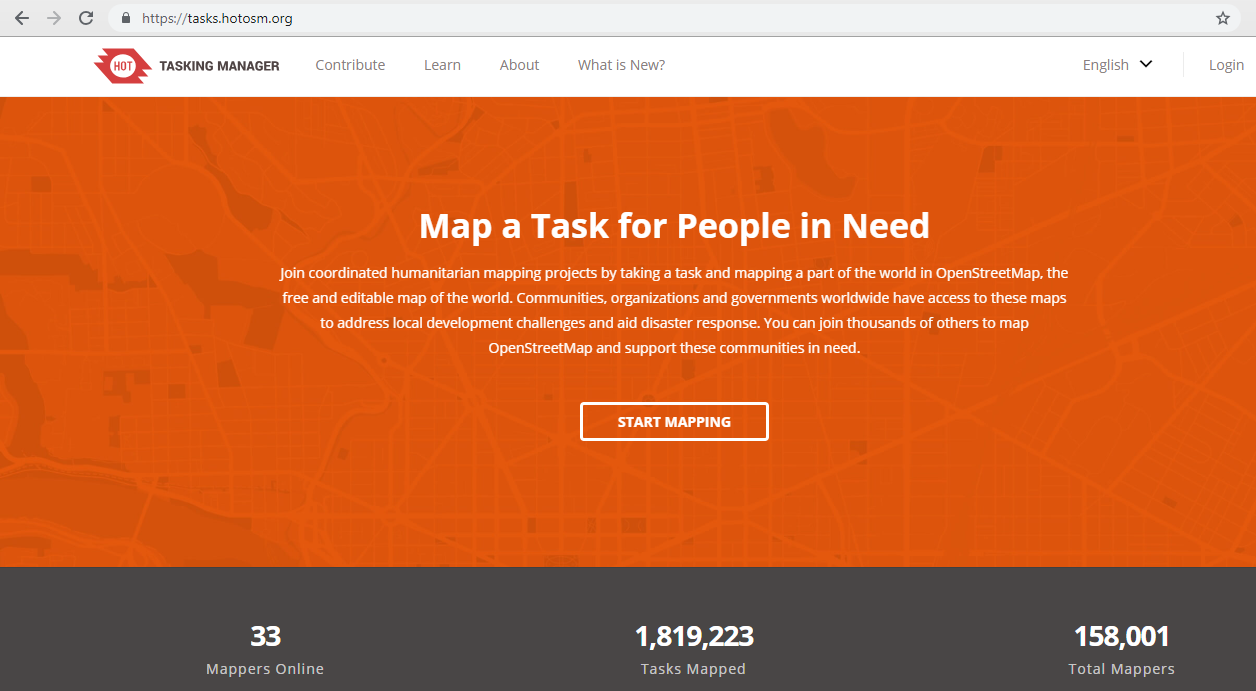 https://tasks.hotosm.org
HOT TASKING MANAGER Contribute Learn About What is New? English Login
Map a Task for People in Need
Join coordinated humanitarian mapping projects by taking a task and mapping a part of the world in OpenStreetMap, the
free and editable map of the world. Communities, organizations and governments worldwide have access to these maps
to address local development challenges and aid disaster response. You can join thousands of others to map
OpenStreetMap and support these communities in need.
START MAPPING
33 1,819,223 158,001
Mappers Online Tasks Mapped Total Mappers